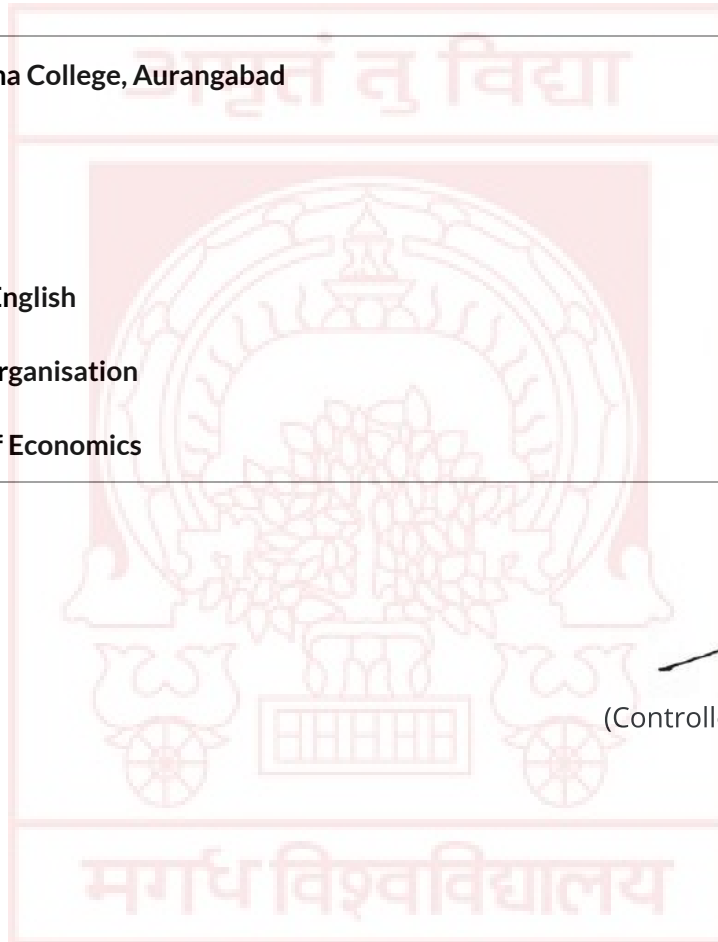 अमृतं तु विद्या
na College, Aurangabad
English
rganisation
f Economics
(Controll
मगध विश्वविद्यालय